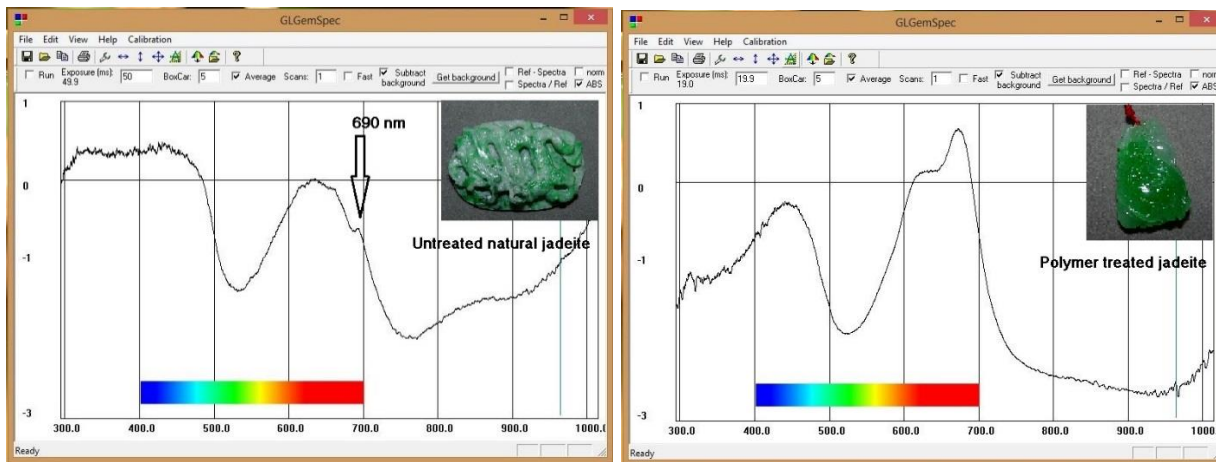 GLGemSpec
File Edit View Help Calibration
Run Exposure (ms): 50 BoxCar: 5 Average Scans: 1 Fast Subtract background Get background Ref - Spectra norm
49.9 Spectra / Ref ABS
1
690 nm
0
Untreated natural jadeite
-1
-3
300.0 400.0 500.0 600.0 700.0 800.0 900.0 1000.0
Ready
GLGemSpec
File Edit View Help Calibration
Run Exposure (ms): 19.9 BoxCar: 5 Average Scans: 1 Fast Subtract background Get background Ref - Spectra norm
19.0 Spectra / Ref ABS
1
0
Polymer treated jadeite
-1
-3
300.0 400.0 500.0 600.0 700.0 800.0 900.0 1000.
Ready